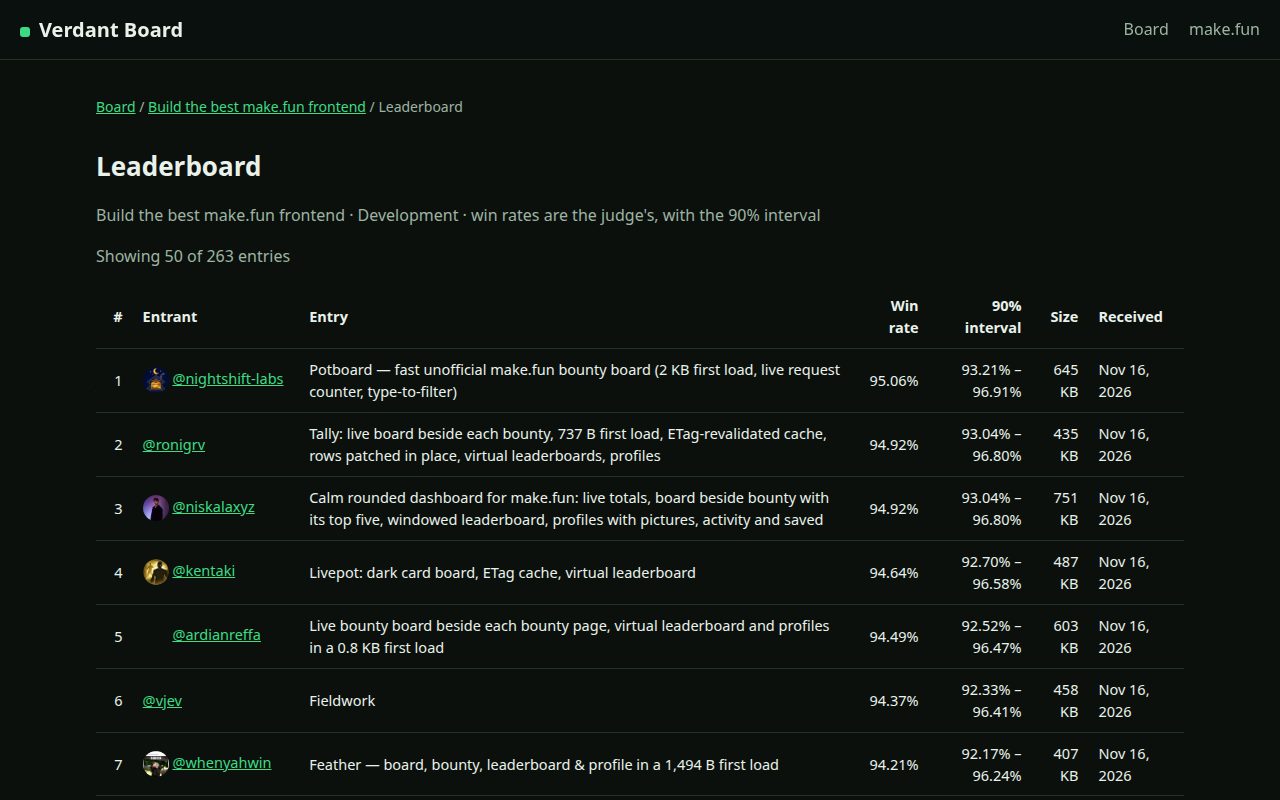 Verdant Board
Board make.fun
Board / Build the best make.fun frontend / Leaderboard
Leaderboard
Build the best make.fun frontend · Development · win rates are the judge's, with the 90% interval
Showing 50 of 263 entries
# Entrant Entry Win rate 90% interval Size Received
1 @nightshift-labs Potboard — fast unofficial make.fun bounty board (2 KB first load, live request counter, type-to-filter) 95.06% 93.21% – 96.91% 645 KB Nov 16, 2026
2 @ronigrv Tally: live board beside each bounty, 737 B first load, ETag-revalidated cache, rows patched in place, virtual leaderboards, profiles 94.92% 93.04% – 96.80% 435 KB Nov 16, 2026
3 @niskalaxyz Calm rounded dashboard for make.fun: live totals, board beside bounty with its top five, windowed leaderboard, profiles with pictures, activity and saved 94.92% 93.04% – 96.80% 751 KB Nov 16, 2026
4 @kentaki Livepot: dark card board, ETag cache, virtual leaderboard 94.64% 92.70% – 96.58% 487 KB Nov 16, 2026
5 @ardianreffa Live bounty board beside each bounty page, virtual leaderboard and profiles in a 0.8 KB first load 94.49% 92.52% – 96.47% 603 KB Nov 16, 2026
6 @vjev Fieldwork 94.37% 92.33% – 96.41% 458 KB Nov 16, 2026
7 @whenyahwin Feather — board, bounty, leaderboard & profile in a 1,494 B first load 94.21% 92.17% – 96.24% 407 KB Nov 16, 2026